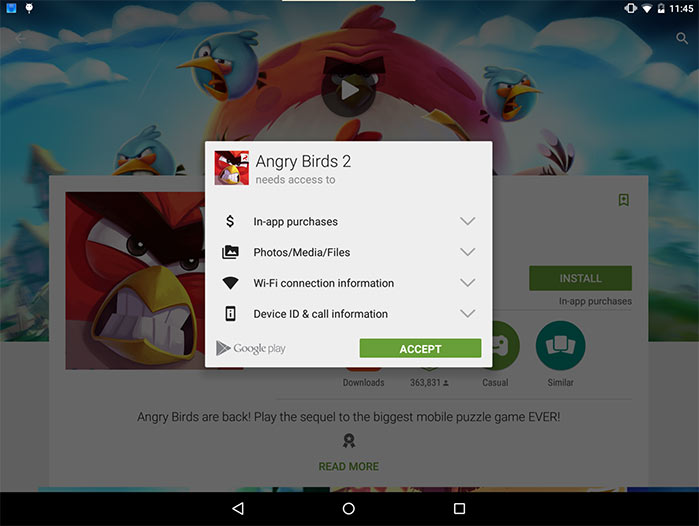 11:45
Angry Birds 2
needs access to
In-app purchases
Photos/Media/Files
Wi-Fi connection information
Device ID & call information
Google play
ACCEPT
INSTALL
In-app purchases
Downloads
363,831
Casual
Similar
Angry Birds are back! Play the sequel to the biggest mobile puzzle game EVER!
READ MORE